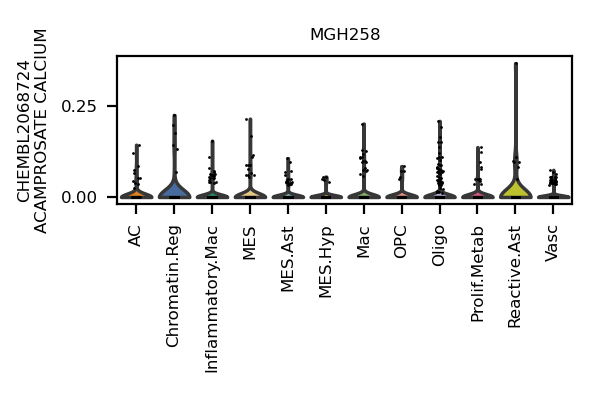 MGH258
CHEMBL2068724
ACAMPROSATE CALCIUM
0.25
0.00
AC
Chromatin.Reg
Inflammatory.Mac
MES
MES.Ast
MES.Hyp
Mac
OPC
Oligo
Prolif.Metab
Reactive.Ast
Vasc